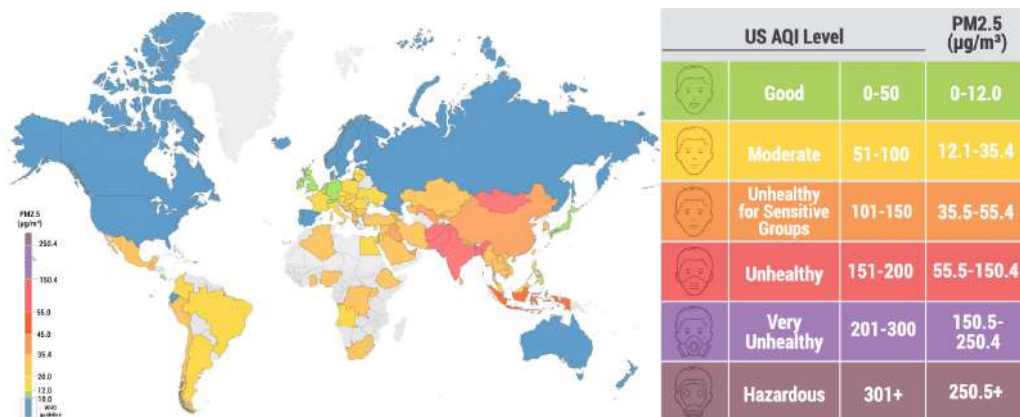 US AQI Level
PM2.5
(µg/m³)
Good
0-50
0-12.0
Moderate
51-100
12.1-35.4
Unhealthy
for Sensitive
Groups
101-150
35.5-55.4
Unhealthy
151-200
55.5-150.4
Very
Unhealthy
201-300
150.5-
250.4
Hazardous
301+
250.5+
PM2.5
(µg/m³)
250.4
150.4
55.0
45.0
35.4
20.0
12.0
10.0
WHO